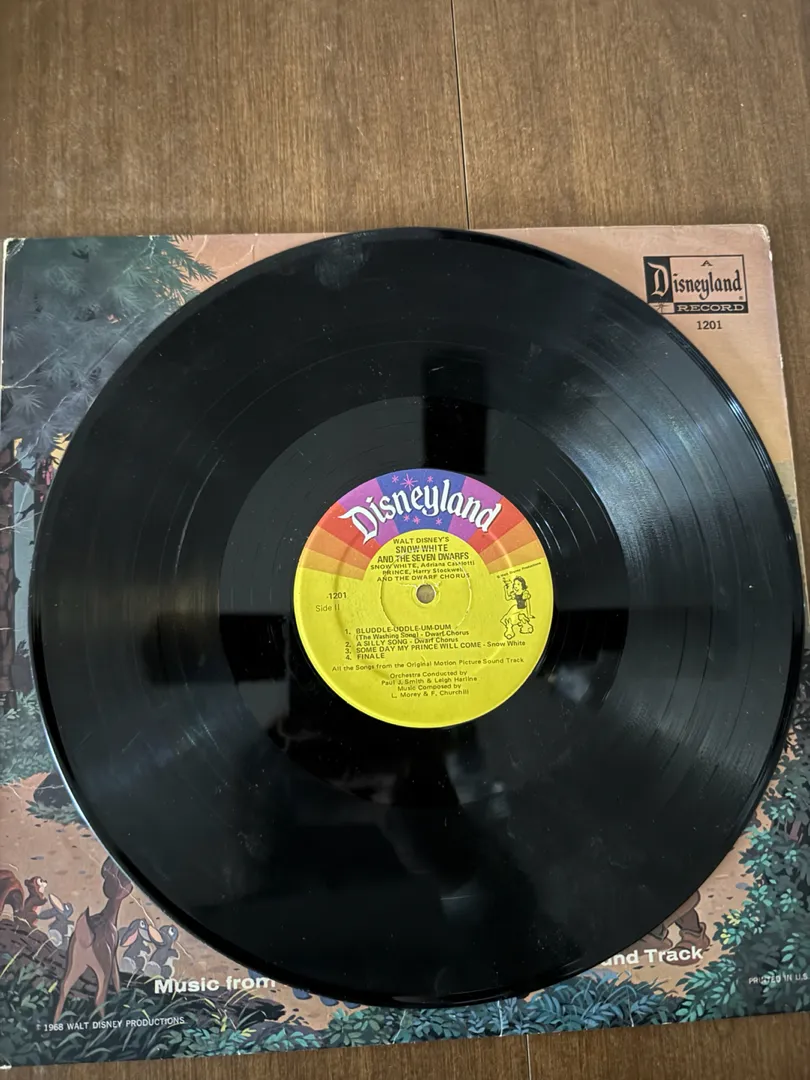 A
Disneyland
RECORD
1201
Disneyland
WALT DISNEY'S
SNOW WHITE
AND THE SEVEN DWARFS
SNOW WHITE, Adriana Caselotti
PRINCE, Harry Stockwell
AND THE DWARF CHORUS
1201
Side II
1. BLUDDLE-UDDLE-UM-DUM
(The Washing Song) - Dwarf Chorus
2. A SILLY SONG - Dwarf Chorus
3. SOME DAY MY PRINCE WILL COME - Snow White
4. FINALE
All the Songs from the Original Motion Picture Sound Track
Orchestra Conducted by
Paul J. Smith & Leigh Harline
Music Composed by
L. Morey & F. Churchill
Music from
und Track
© 1968 WALT DISNEY PRODUCTIONS
PRINTED IN U.S.